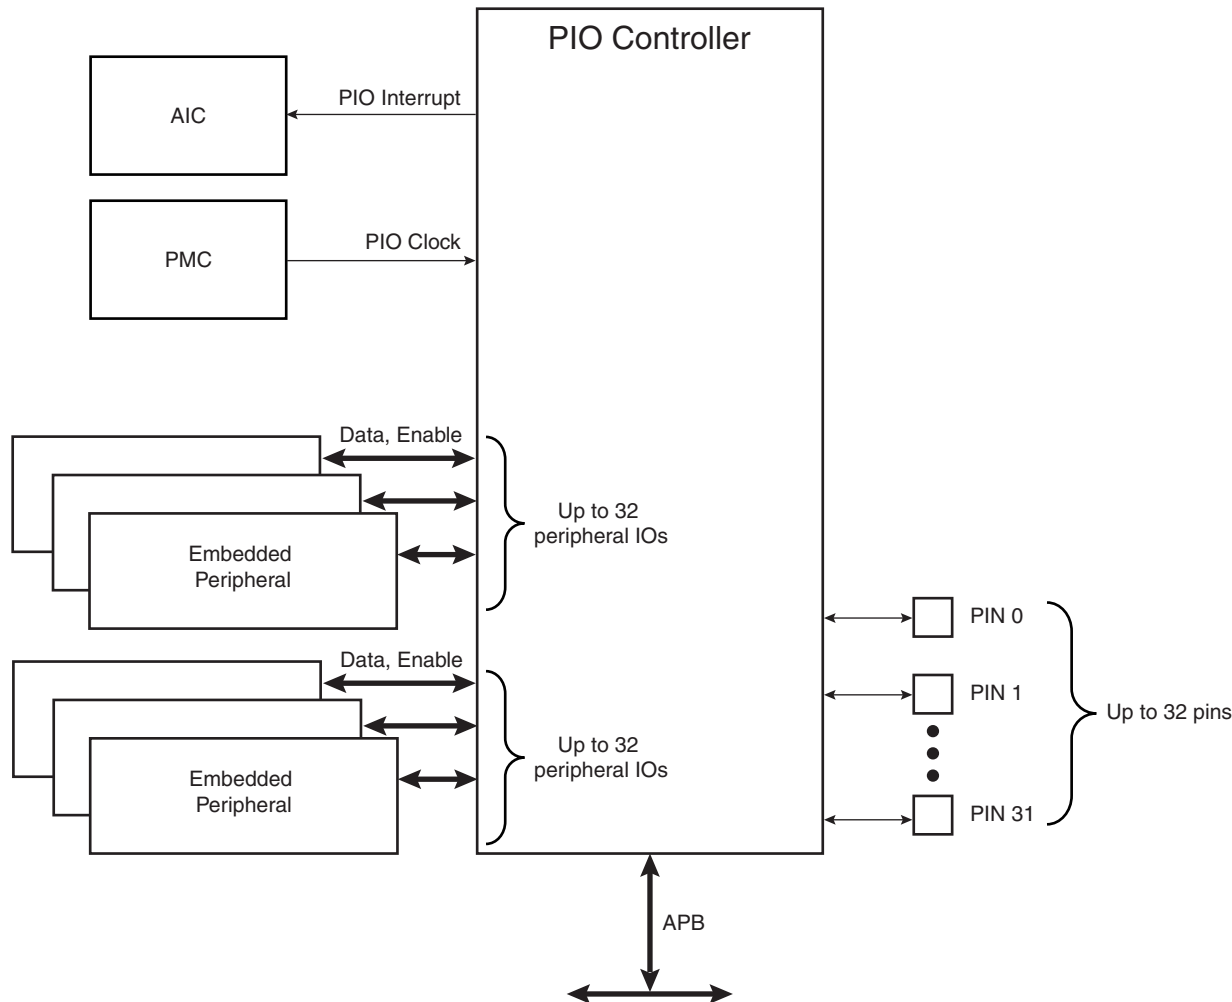 PIO Controller
PIO Interrupt
AIC
PIO Clock
PMC
Data, Enable
Up to 32
peripheral IOs
Embedded
Peripheral
PIN 0
Data, Enable
PIN 1
Up to 32 pins
Up to 32
peripheral IOs
Embedded
Peripheral
PIN 31
APB